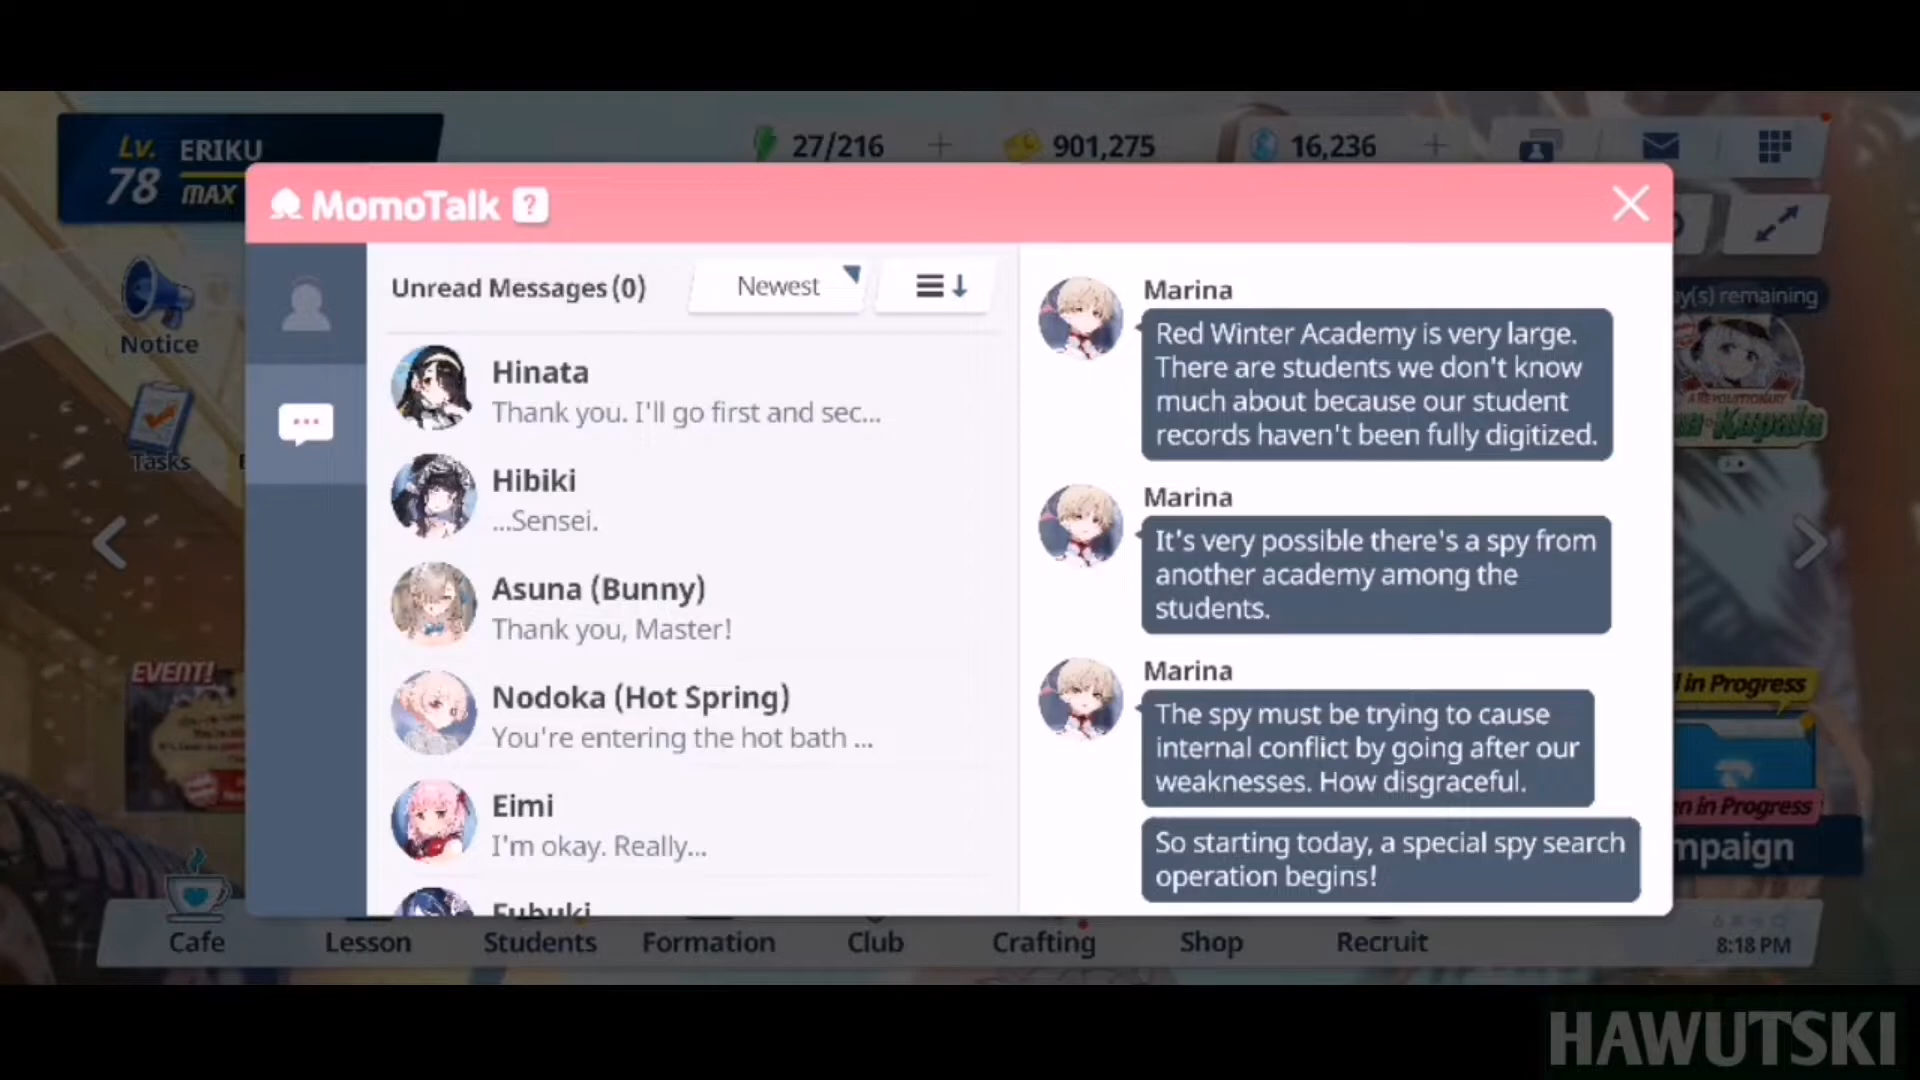 Lv. ERIKU
78 MAX
27/216
901,275
16,236
MomoTalk ?
Notice
Tasks
EVENT!
Unread Messages (0)
Newest
Hinata
Thank you. I'll go first and sec...
Hibiki
...Sensei.
Asuna (Bunny)
Thank you, Master!
Nodoka (Hot Spring)
You're entering the hot bath ...
Eimi
I'm okay. Really...
Fubuki
Marina
Red Winter Academy is very large.
There are students we don't know
much about because our student
records haven't been fully digitized.
Marina
It's very possible there's a spy from
another academy among the
students.
Marina
The spy must be trying to cause
internal conflict by going after our
weaknesses. How disgraceful.
So starting today, a special spy search
operation begins!
y(s) remaining
in Progress
n in Progress
mpaign
Cafe
Lesson
Students
Formation
Club
Crafting
Shop
Recruit
8:18 PM
HAWUTSKI